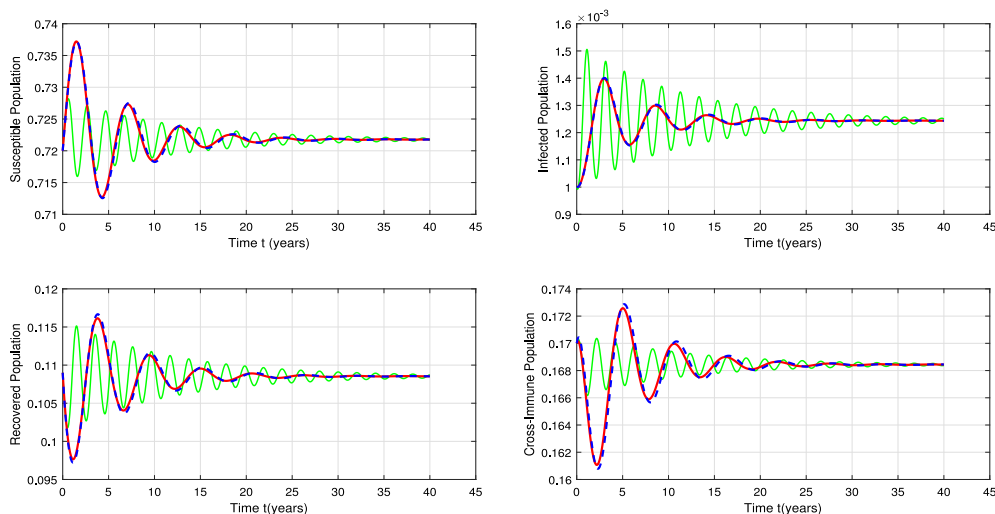 0.74
0.735
0.73
0.725
0.72
0.715
0.71
Susceptible Population
0 5 10 15 20 25 30 35 40 45
Time t (years)
× 10⁻³
1.6
1.5
1.4
1.3
1.2
1.1
1
0.9
Infected Population
0 5 10 15 20 25 30 35 40 45
Time t(years)
0.12
0.115
0.11
0.105
0.1
0.095
Recovered Population
0 5 10 15 20 25 30 35 40 45
Time t(years)
0.174
0.172
0.17
0.168
0.166
0.164
0.162
0.16
Cross-Immune Population
0 5 10 15 20 25 30 35 40 45
Time t(years)